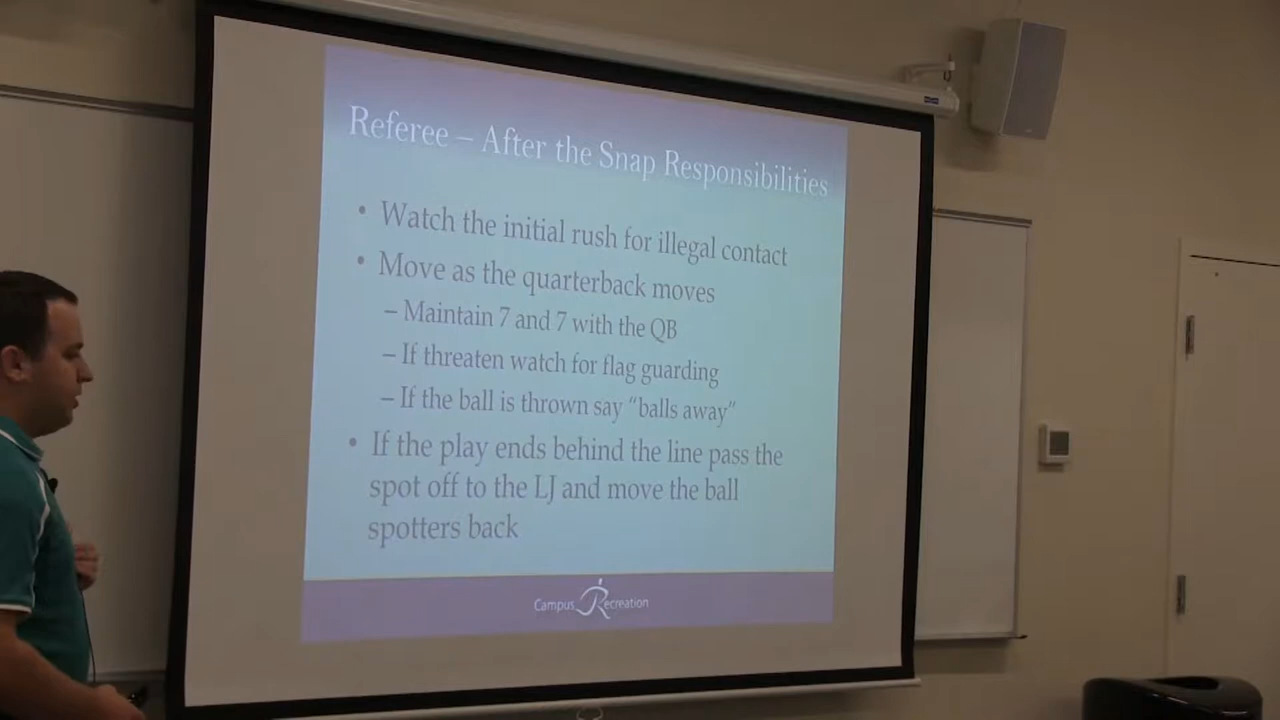 Referee – After the Snap Responsibilities
• Watch the initial rush for illegal contact
• Move as the quarterback moves
– Maintain 7 and 7 with the QB
– If threaten watch for flag guarding
– If the ball is thrown say “balls away”
• If the play ends behind the line pass the
spot off to the LJ and move the ball
spotters back
Campus Recreation